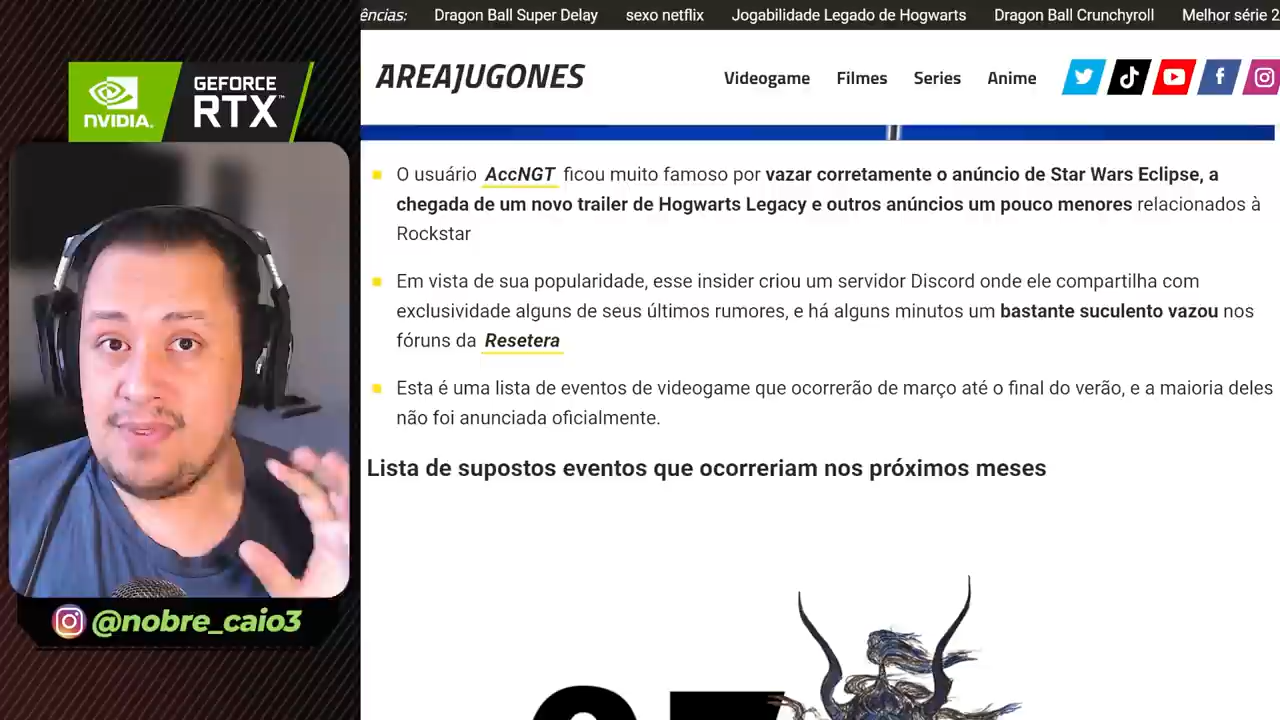 ências:
Dragon Ball Super Delay
sexo netflix
Jogabilidade Legado de Hogwarts
Dragon Ball Crunchyroll
Melhor série 2
NVIDIA.
GEFORCE
RTX™
AREAJUGONES
Videogame
Filmes
Series
Anime
O usuário AccNGT ficou muito famoso por vazar corretamente o anúncio de Star Wars Eclipse, a
chegada de um novo trailer de Hogwarts Legacy e outros anúncios um pouco menores relacionados à
Rockstar
Em vista de sua popularidade, esse insider criou um servidor Discord onde ele compartilha com
exclusividade alguns de seus últimos rumores, e há alguns minutos um bastante suculento vazou nos
fóruns da Resetera
Esta é uma lista de eventos de videogame que ocorrerão de março até o final do verão, e a maioria deles
não foi anunciada oficialmente.
Lista de supostos eventos que ocorreriam nos próximos meses
@nobre_caio3